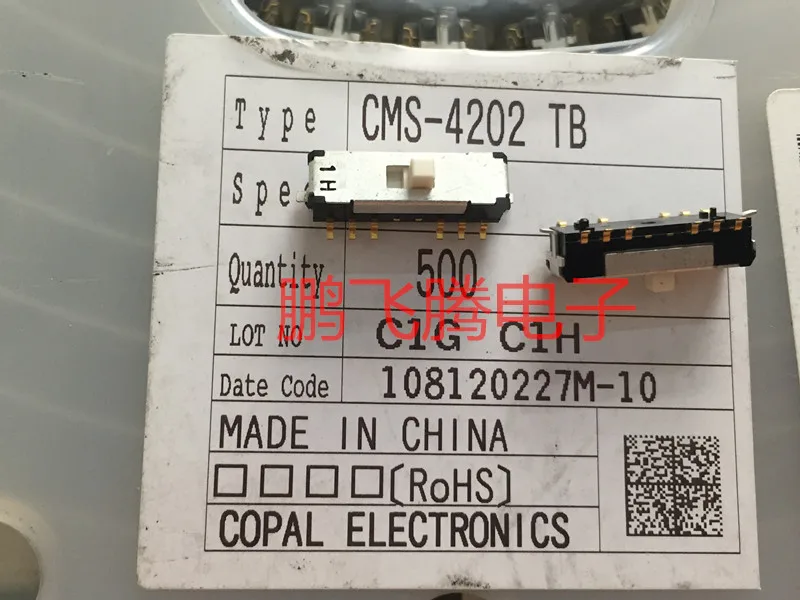 Type CMS-4202 TB
1H
Spec
Quantity 500
鹏飞腾电子
LOT NO C1G C1H
Date Code 108120227M-10
MADE IN CHINA
□□□□(RoHS)
COPAL ELECTRONICS